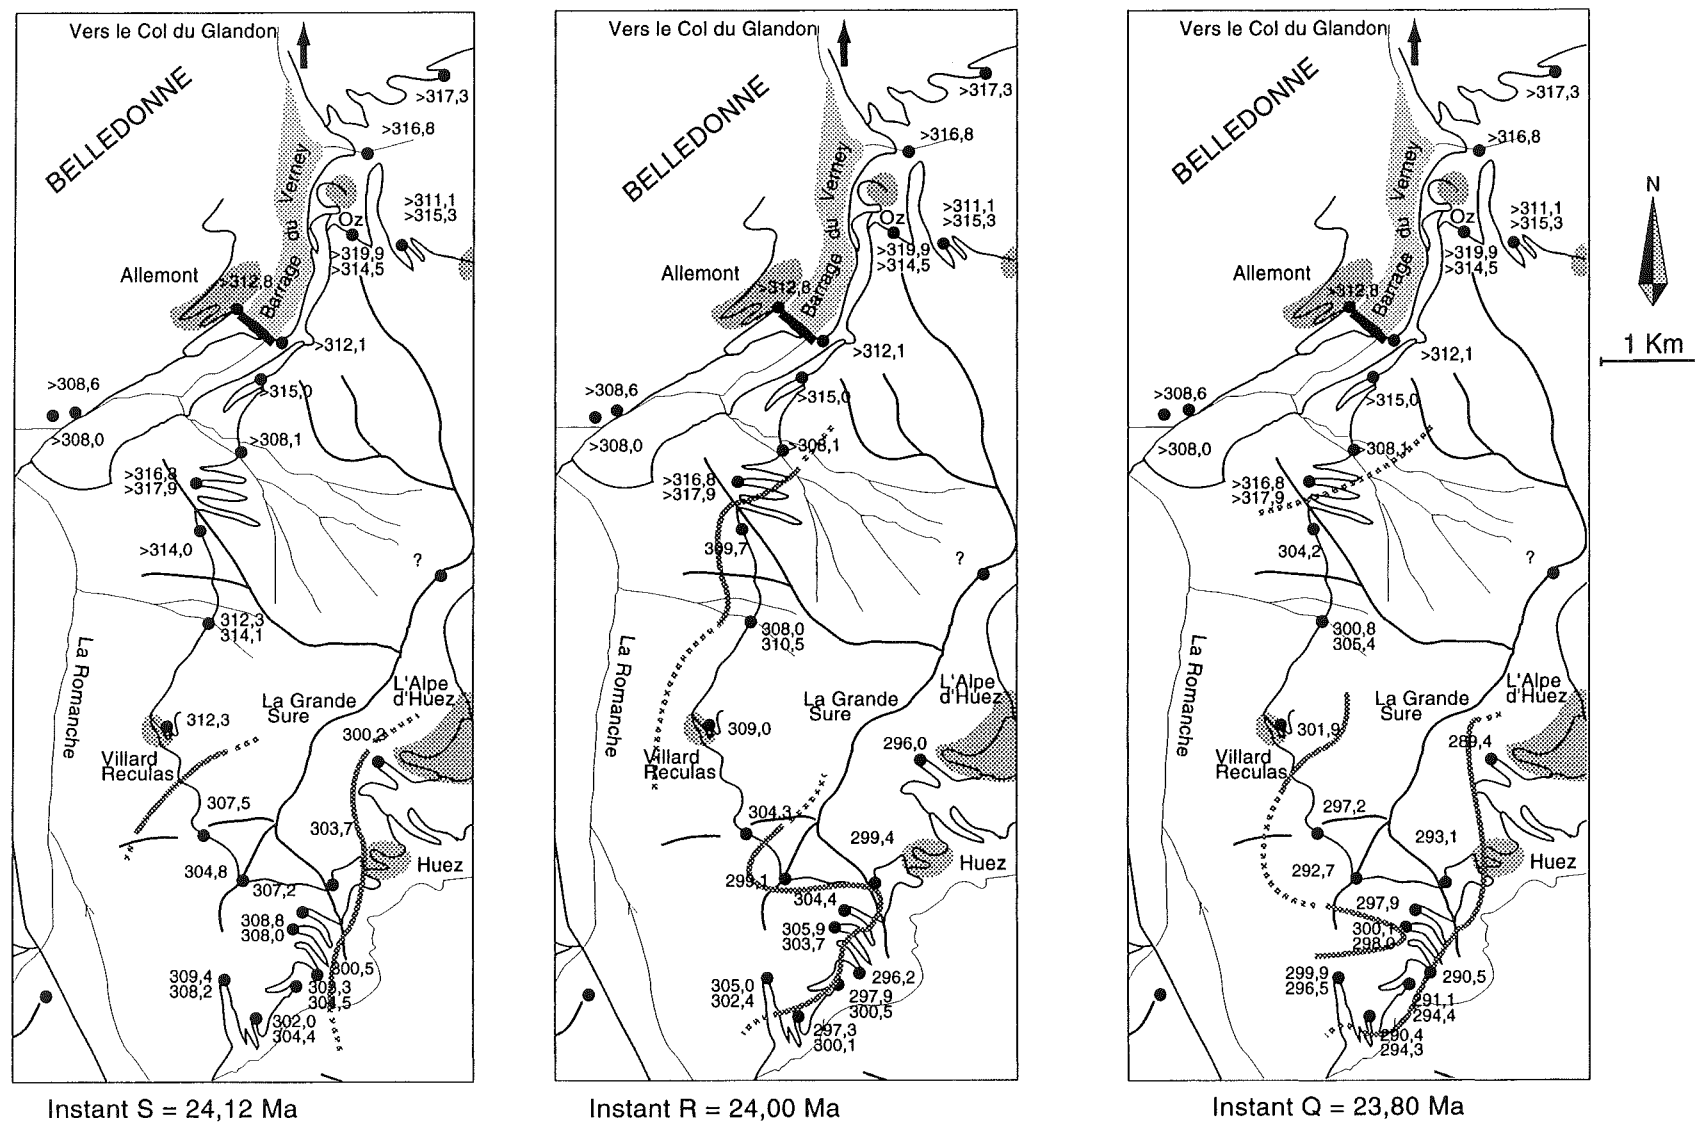 Vers le Col du Glandon
BELLEDONNE
>317,3
>316,8
Barrage du Verney
>311,1
>315,3
Oz
>319,9
>314,5
Allemont
>312,8
>312,1
>308,6
>315,0
>308,0
>308,1
>316,8
>317,9
>314,0
?
312,3
314,1
La Romanche
L'Alpe
d'Huez
La Grande
Sure
312,3
300,3
Villard
Reculas
307,5
303,7
Huez
304,8
307,2
308,8
308,0
300,5
309,4
308,2
304,5
302,0
304,4
Instant S = 24,12 Ma
Vers le Col du Glandon
BELLEDONNE
>317,3
>316,8
Barrage du Verney
>311,1
>315,3
Oz
>319,9
>314,5
Allemont
>312,8
>312,1
>308,6
>315,0
>308,0
>308,1
>316,8
>317,9
309,7
?
308,0
310,5
La Romanche
L'Alpe
d'Huez
La Grande
Sure
309,0
296,0
Villard
Reculas
304,3
299,4
Huez
299,1
304,4
305,9
303,7
296,2
305,0
302,4
297,9
300,5
297,3
300,1
Instant R = 24,00 Ma
Vers le Col du Glandon
BELLEDONNE
>317,3
>316,8
Barrage du Verney
>311,1
>315,3
Oz
>319,9
>314,5
Allemont
>312,8
>312,1
>308,6
>315,0
>308,0
>308,1
>316,8
>317,9
304,2
?
300,8
305,4
La Romanche
L'Alpe
d'Huez
La Grande
Sure
301,9
289,4
Villard
Reculas
297,2
293,1
Huez
292,7
297,9
300,1
298,0
290,5
299,9
296,5
291,1
294,4
290,4
294,3
Instant Q = 23,80 Ma
N
1 Km